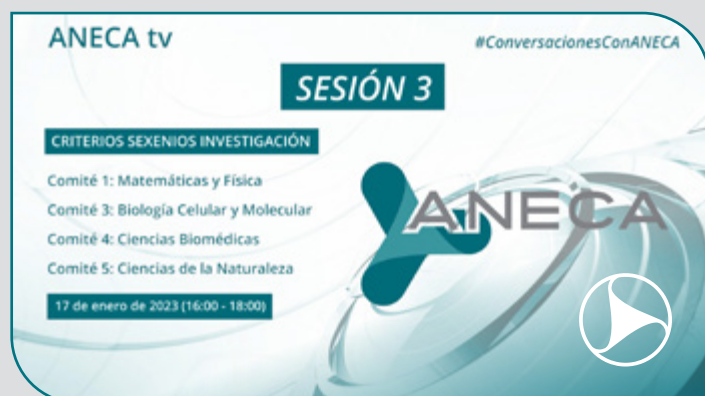 ANECA tv
#ConversacionesConANECA
SESIÓN 3
CRITERIOS SEXENIOS INVESTIGACIÓN
Comité 1: Matemáticas y Física
Comité 3: Biología Celular y Molecular
Comité 4: Ciencias Biomédicas
Comité 5: Ciencias de la Naturaleza
ANECA
17 de enero de 2023 (16:00 - 18:00)